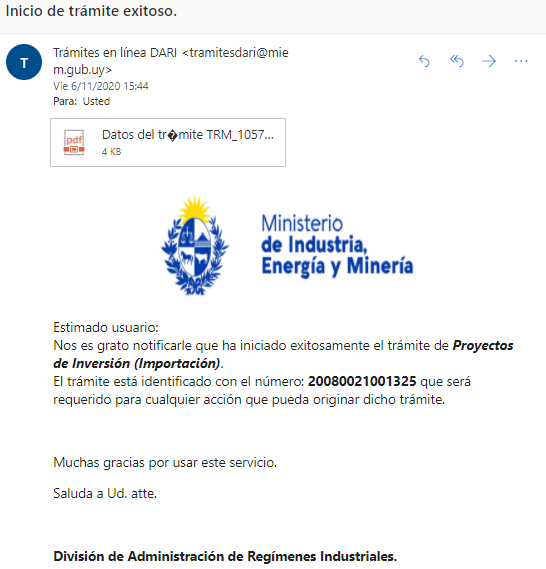 Inicio de trámite exitoso.
T
Trámites en línea DARI <tramitesdari@mie
m.gub.uy>
Vie 6/11/2020 15:44
Para: Usted
pdf
Datos del tr�mite TRM_1057...
4 KB
Ministerio
de Industria,
Energía y Minería
Estimado usuario:
Nos es grato notificarle que ha iniciado exitosamente el trámite de Proyectos
de Inversión (Importación).
El trámite está identificado con el número: 20080021001325 que será
requerido para cualquier acción que pueda originar dicho trámite.
Muchas gracias por usar este servicio.
Saluda a Ud. atte.
División de Administración de Regímenes Industriales.